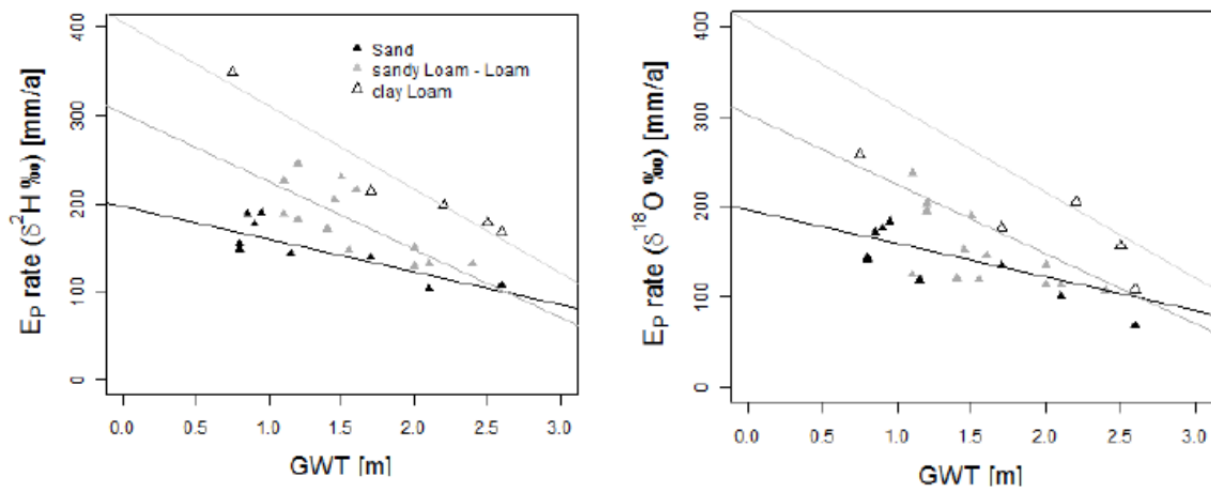 400
300
200
100
0
E_P rate (δ²H ‰) [mm/a]
Sand
sandy Loam - Loam
clay Loam
0.0 0.5 1.0 1.5 2.0 2.5 3.0
GWT [m]
400
300
200
100
0
E_P rate (δ¹⁸O ‰) [mm/a]
0.0 0.5 1.0 1.5 2.0 2.5 3.0
GWT [m]